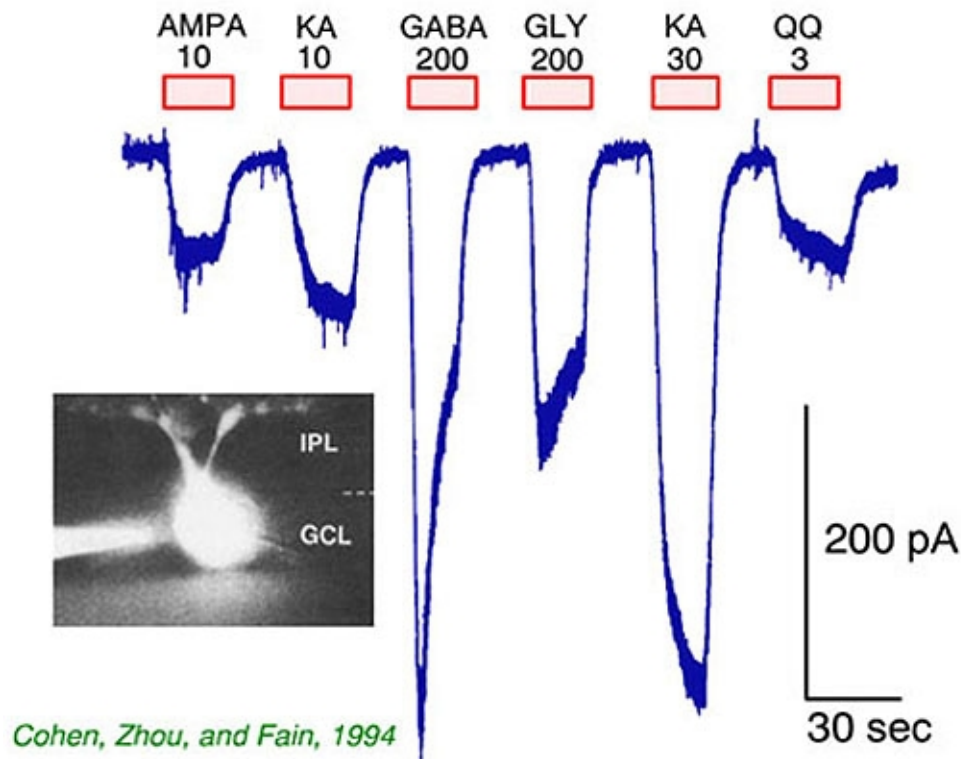 AMPA KA GABA GLY KA QQ
10 10 200 200 30 3
IPL
GCL
200 pA
30 sec
Cohen, Zhou, and Fain, 1994